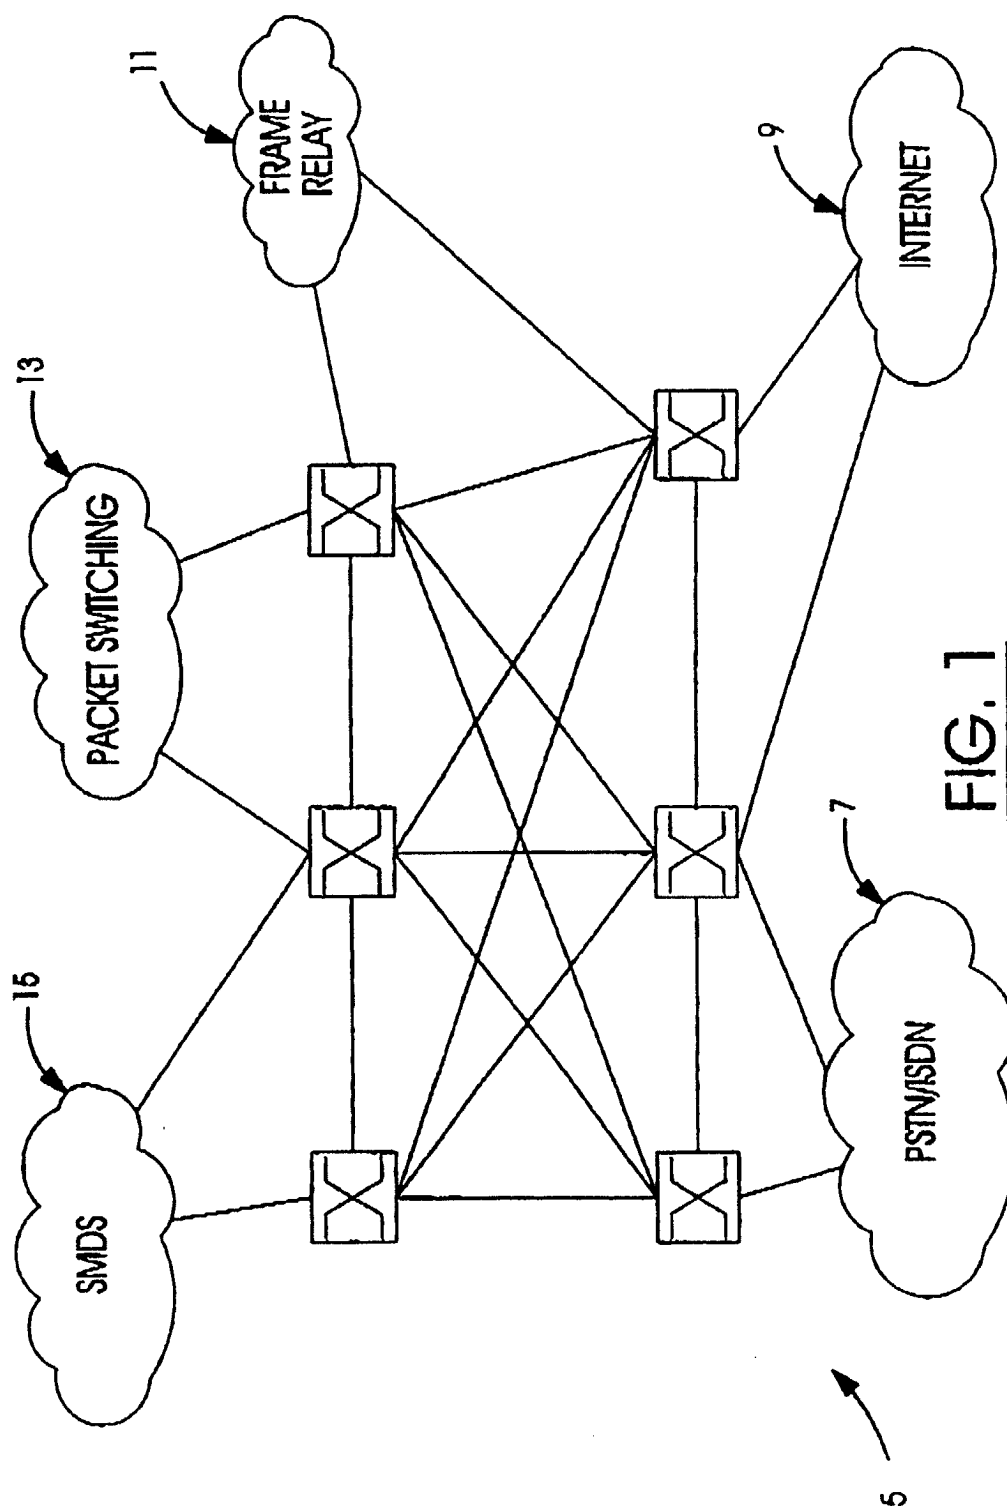 15
13
SMDS
PACKET SWITCHING
11
FRAME
RELAY
9
7
5
PSTN/ISDN
INTERNET
FIG. 1